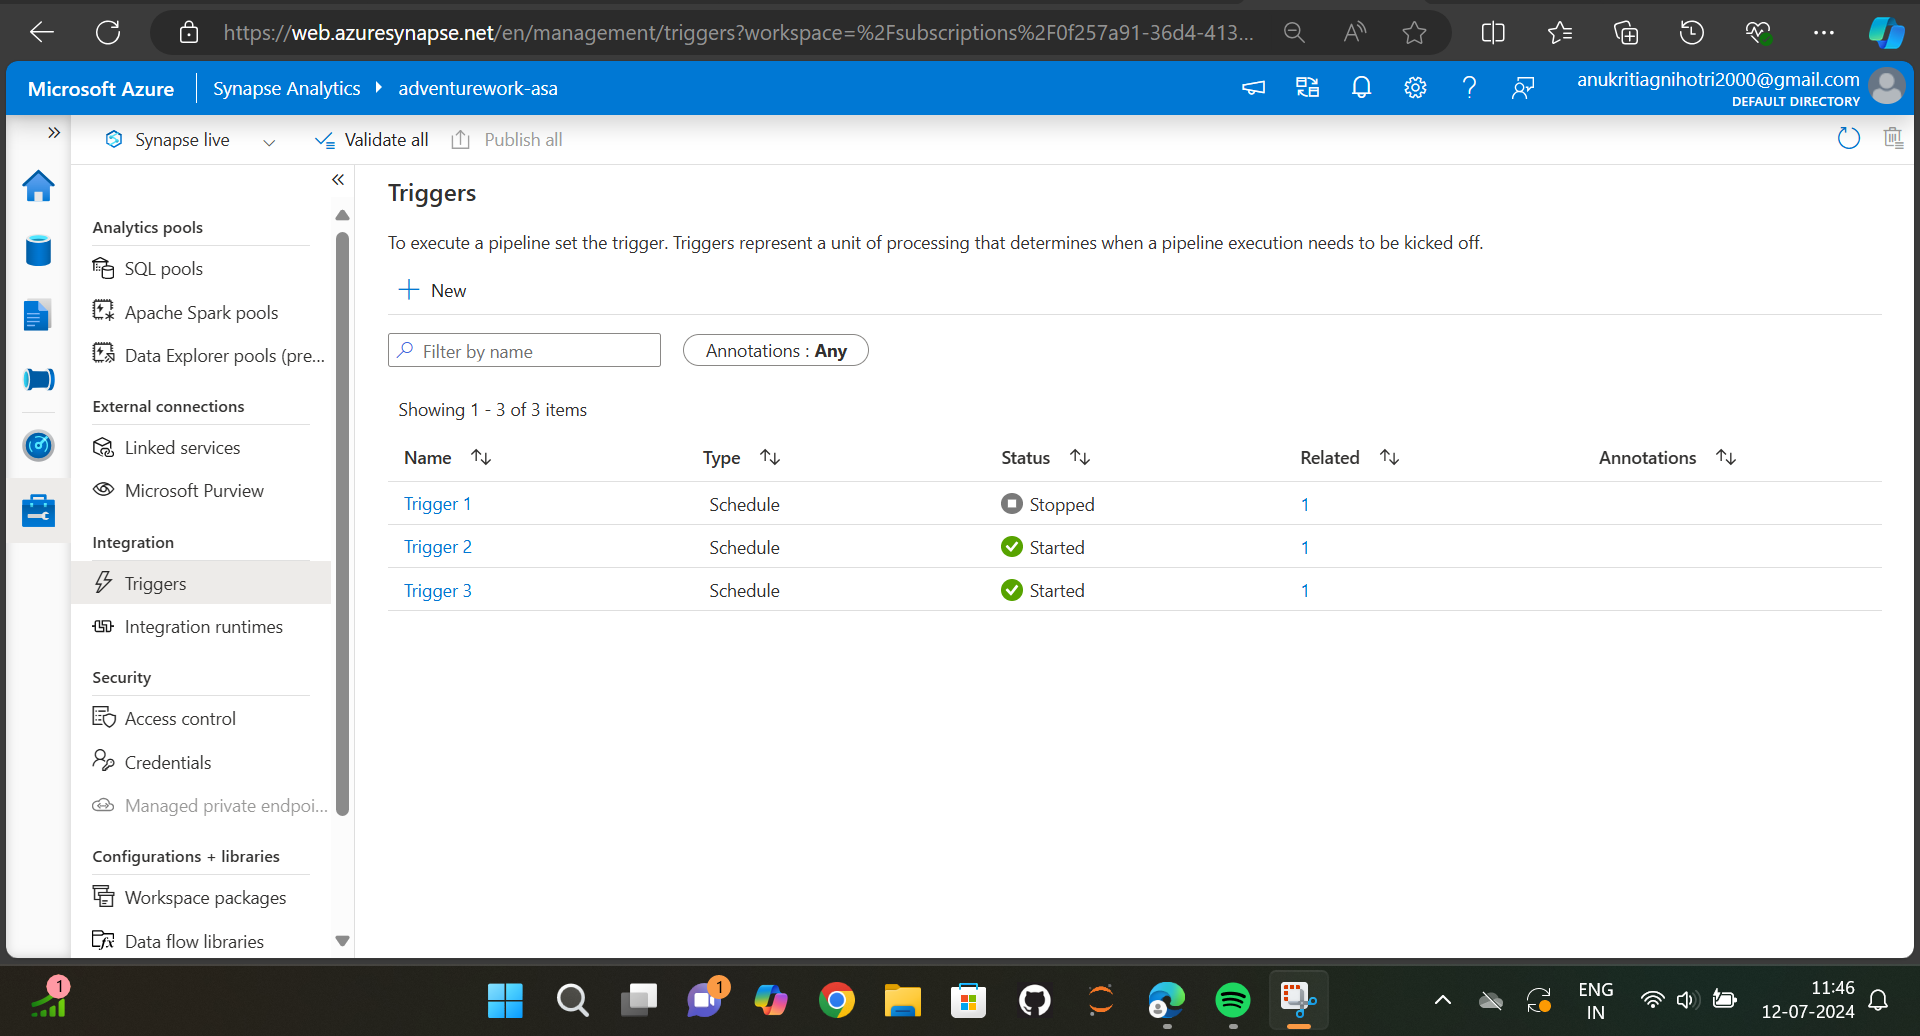 https://web.azuresynapse.net/en/management/triggers?workspace=%2Fsubscriptions%2F0f257a91-36d4-413...
Microsoft Azure
Synapse Analytics
adventurework-asa
anukritiagnihotri2000@gmail.com
DEFAULT DIRECTORY
Synapse live
Validate all
Publish all
Analytics pools
SQL pools
Apache Spark pools
Data Explorer pools (pre...
External connections
Linked services
Microsoft Purview
Integration
Triggers
Integration runtimes
Security
Access control
Credentials
Managed private endpoi...
Configurations + libraries
Workspace packages
Data flow libraries
Triggers
To execute a pipeline set the trigger. Triggers represent a unit of processing that determines when a pipeline execution needs to be kicked off.
New
Filter by name
Annotations : Any
Showing 1 - 3 of 3 items
Name Type Status Related Annotations
Trigger 1 Schedule Stopped 1
Trigger 2 Schedule Started 1
Trigger 3 Schedule Started 1
1
1
ENG
IN
11:46
12-07-2024